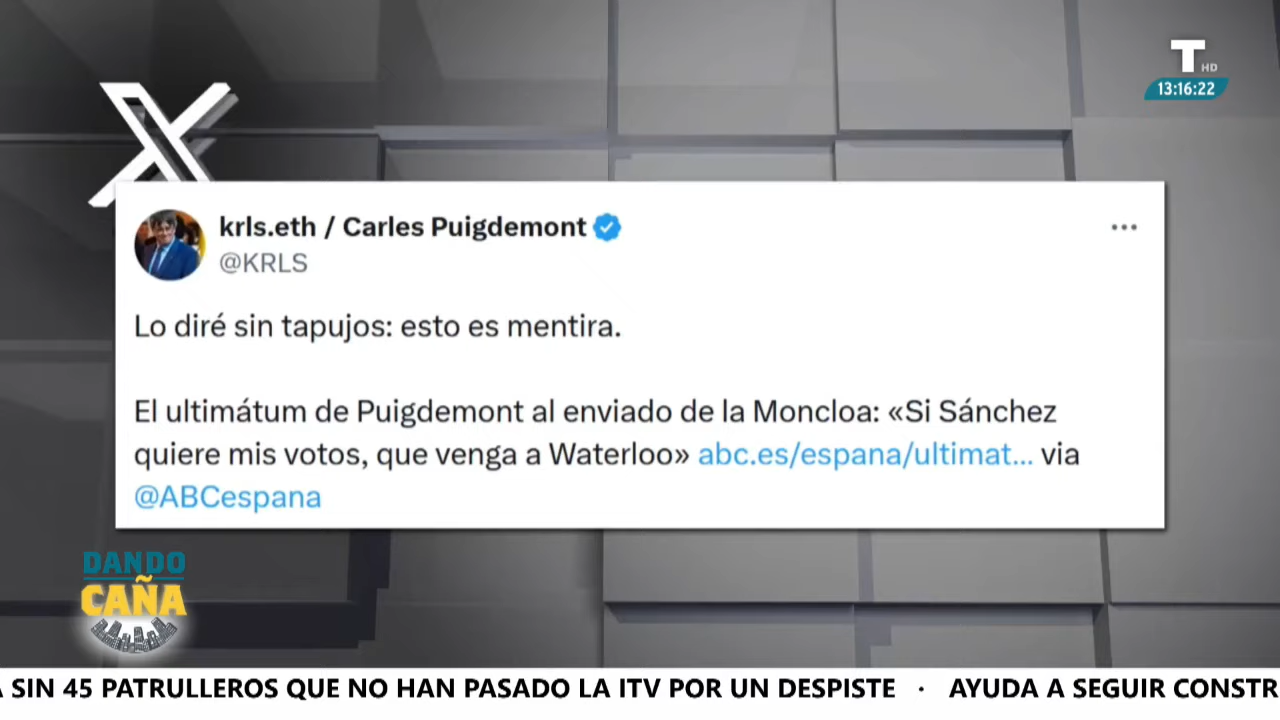 T HD
13:16:22
krls.eth / Carles Puigdemont
@KRLS
Lo diré sin tapujos: esto es mentira.
El ultimátum de Puigdemont al enviado de la Moncloa: «Si Sánchez
quiere mis votos, que venga a Waterloo» abc.es/espana/ultimat... via
@ABCespana
DANDO
CAÑA
A SIN 45 PATRULLEROS QUE NO HAN PASADO LA ITV POR UN DESPISTE · AYUDA A SEGUIR CONSTR